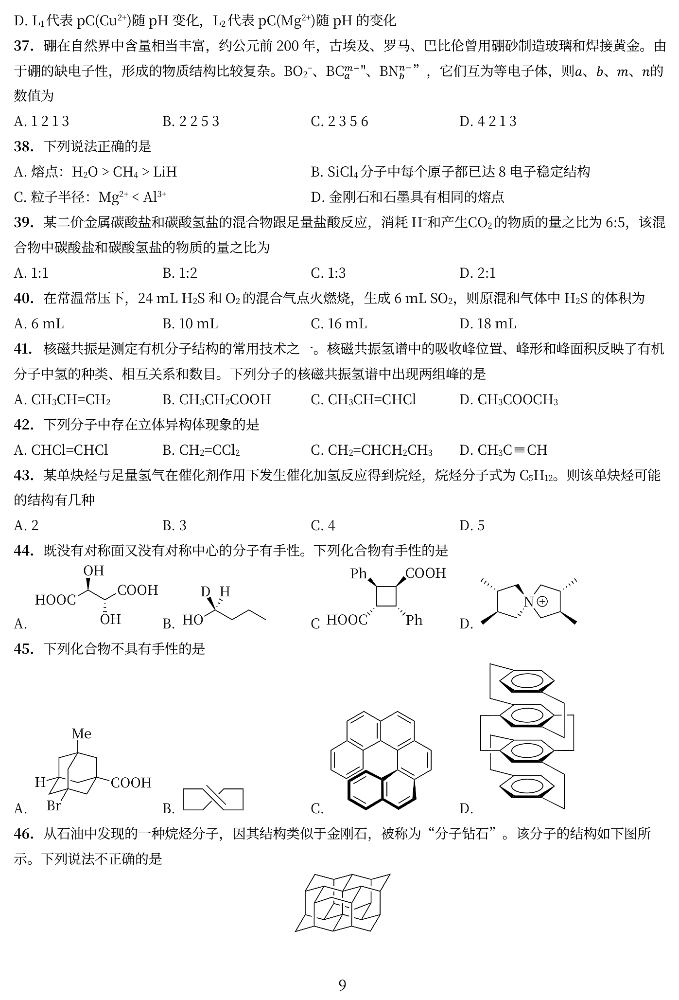 D. L₁代表 pC(Cu²⁺)随 pH 变化，L₂代表 pC(Mg²⁺)随 pH 的变化
37．硼在自然界中含量相当丰富，约公元前 200 年，古埃及、罗马、巴比伦曾用硼砂制造玻璃和焊接黄金。由
于硼的缺电子性，形成的物质结构比较复杂。BO₂⁻、BCₐᵐ⁻"、BN_bⁿ⁻”，它们互为等电子体，则a、b、m、n的
数值为
A. 1 2 1 3 B. 2 2 5 3 C. 2 3 5 6 D. 4 2 1 3
38．下列说法正确的是
A. 熔点：H₂O > CH₄ > LiH B. SiCl₄分子中每个原子都已达 8 电子稳定结构
C. 粒子半径：Mg²⁺ < Al³⁺ D. 金刚石和石墨具有相同的熔点
39．某二价金属碳酸盐和碳酸氢盐的混合物跟足量盐酸反应，消耗 H⁺和产生CO₂的物质的量之比为 6:5，该混
合物中碳酸盐和碳酸氢盐的物质的量之比为
A. 1:1 B. 1:2 C. 1:3 D. 2:1
40．在常温常压下，24 mL H₂S 和 O₂的混合气点火燃烧，生成 6 mL SO₂，则原混和气体中 H₂S 的体积为
A. 6 mL B. 10 mL C. 16 mL D. 18 mL
41．核磁共振是测定有机分子结构的常用技术之一。核磁共振氢谱中的吸收峰位置、峰形和峰面积反映了有机
分子中氢的种类、相互关系和数目。下列分子的核磁共振氢谱中出现两组峰的是
A. CH₃CH=CH₂ B. CH₃CH₂COOH C. CH₃CH=CHCl D. CH₃COOCH₃
42．下列分子中存在立体异构体现象的是
A. CHCl=CHCl B. CH₂=CCl₂ C. CH₂=CHCH₂CH₃ D. CH₃C≡CH
43．某单炔烃与足量氢气在催化剂作用下发生催化加氢反应得到烷烃，烷烃分子式为 C₅H₁₂。则该单炔烃可能
的结构有几种
A. 2 B. 3 C. 4 D. 5
44．既没有对称面又没有对称中心的分子有手性。下列化合物有手性的是
OH Ph COOH
HOOC COOH D H N⊕
OH HO HOOC Ph
A. B. C D.
45．下列化合物不具有手性的是
Me
H COOH
Br
A. B. C. D.
46．从石油中发现的一种烷烃分子，因其结构类似于金刚石，被称为“分子钻石”。该分子的结构如下图所
示。下列说法不正确的是
9